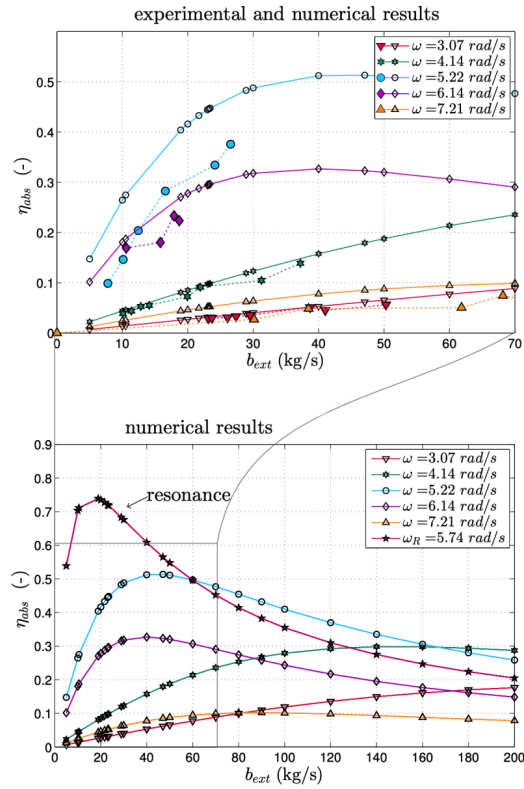 experimental and numerical results
ω =3.07 rad/s
ω =4.14 rad/s
ω =5.22 rad/s
ω =6.14 rad/s
ω =7.21 rad/s
0.5
0.4
0.3
0.2
0.1
0
η_abs (-)
0 10 20 30 40 50 60 70
b_ext (kg/s)
numerical results
ω =3.07 rad/s
ω =4.14 rad/s
ω =5.22 rad/s
ω =6.14 rad/s
ω =7.21 rad/s
ω_R =5.74 rad/s
resonance
0.9
0.8
0.7
0.6
0.5
0.4
0.3
0.2
0.1
0
η_abs (-)
0 20 40 60 80 100 120 140 160 180 200
b_ext (kg/s)